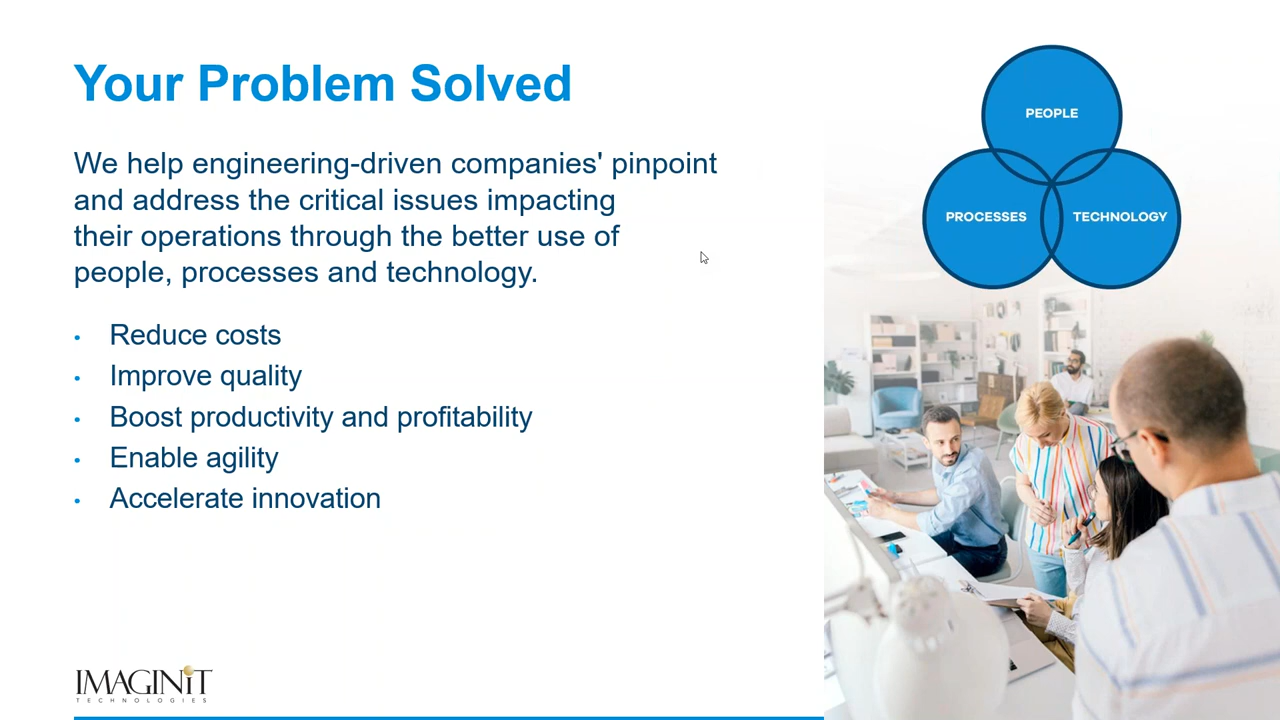 Your Problem Solved
We help engineering-driven companies' pinpoint
and address the critical issues impacting
their operations through the better use of
people, processes and technology.
• Reduce costs
• Improve quality
• Boost productivity and profitability
• Enable agility
• Accelerate innovation
PEOPLE
PROCESSES
TECHNOLOGY
IMAGINiT
TECHNOLOGIES